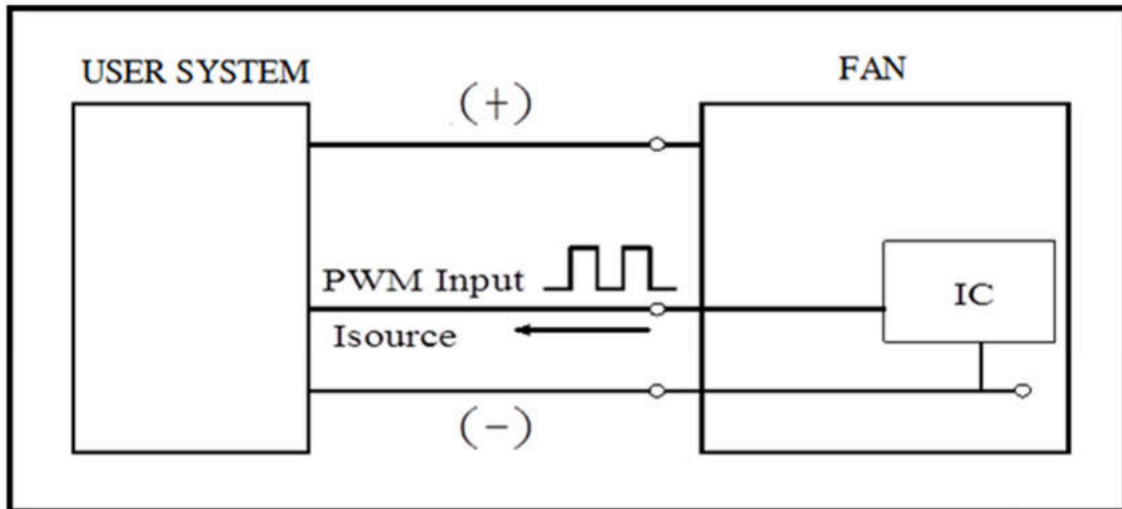 USER SYSTEM
FAN
(+)
PWM Input
IC
Isource
(-)